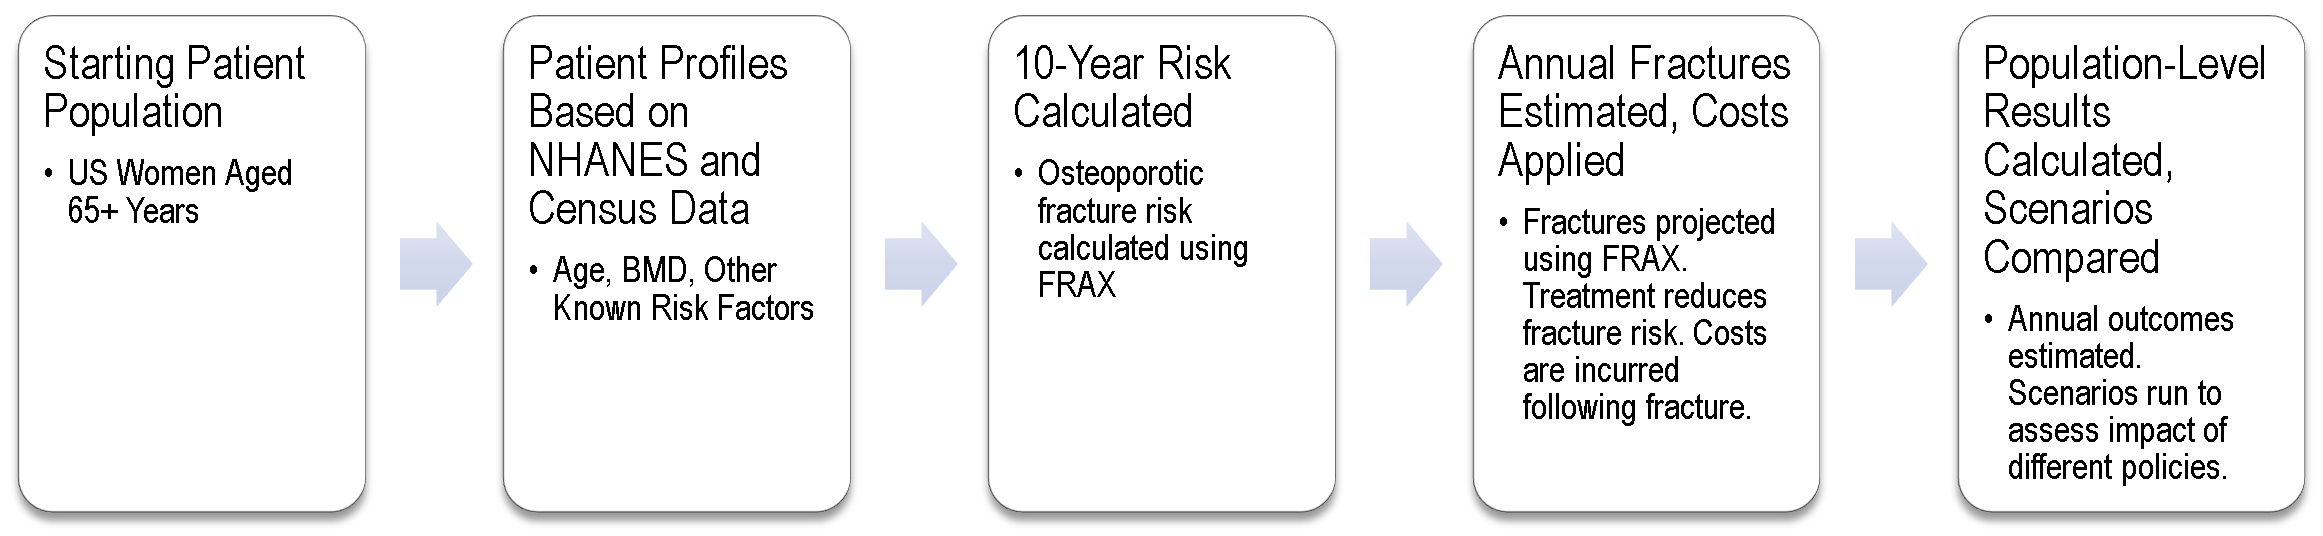 Starting Patient
Population
• US Women Aged
65+ Years
Patient Profiles
Based on
NHANES and
Census Data
• Age, BMD, Other
Known Risk Factors
10-Year Risk
Calculated
• Osteoporotic
fracture risk
calculated using
FRAX
Annual Fractures
Estimated, Costs
Applied
• Fractures projected
using FRAX.
Treatment reduces
fracture risk. Costs
are incurred
following fracture.
Population-Level
Results
Calculated,
Scenarios
Compared
• Annual outcomes
estimated.
Scenarios run to
assess impact of
different policies.